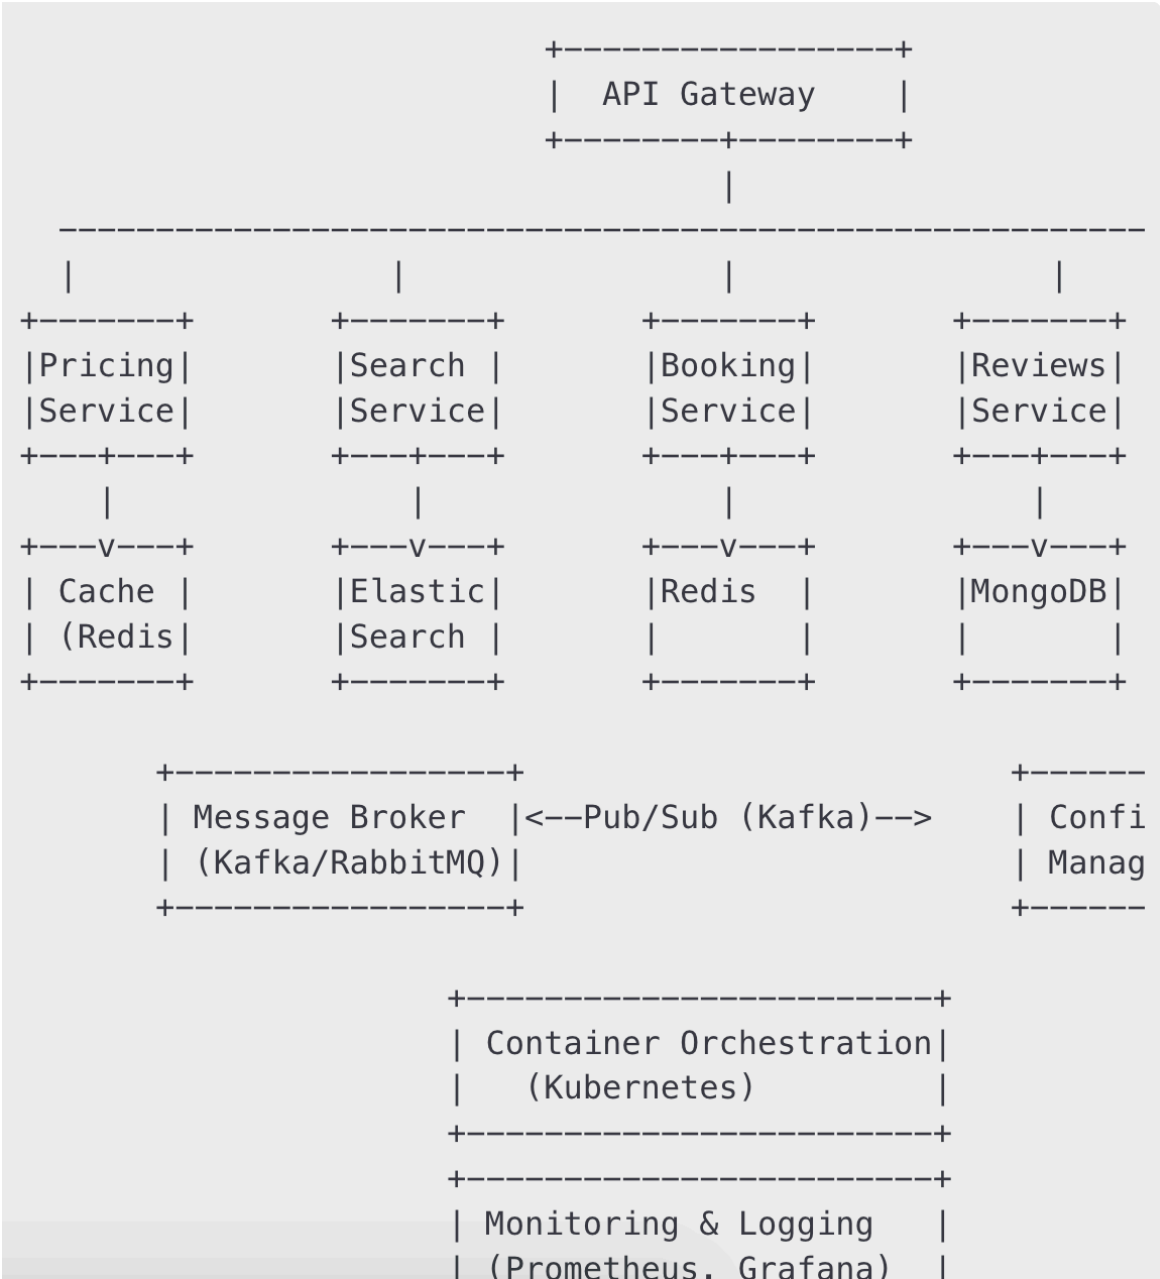 API Gateway
Pricing Search Booking Reviews
Service Service Service Service
Cache Elastic Redis MongoDB
(Redis Search
Message Broker <--Pub/Sub (Kafka)--> Confi
(Kafka/RabbitMQ) Manag
Container Orchestration
(Kubernetes)
Monitoring & Logging
(Prometheus, Grafana)